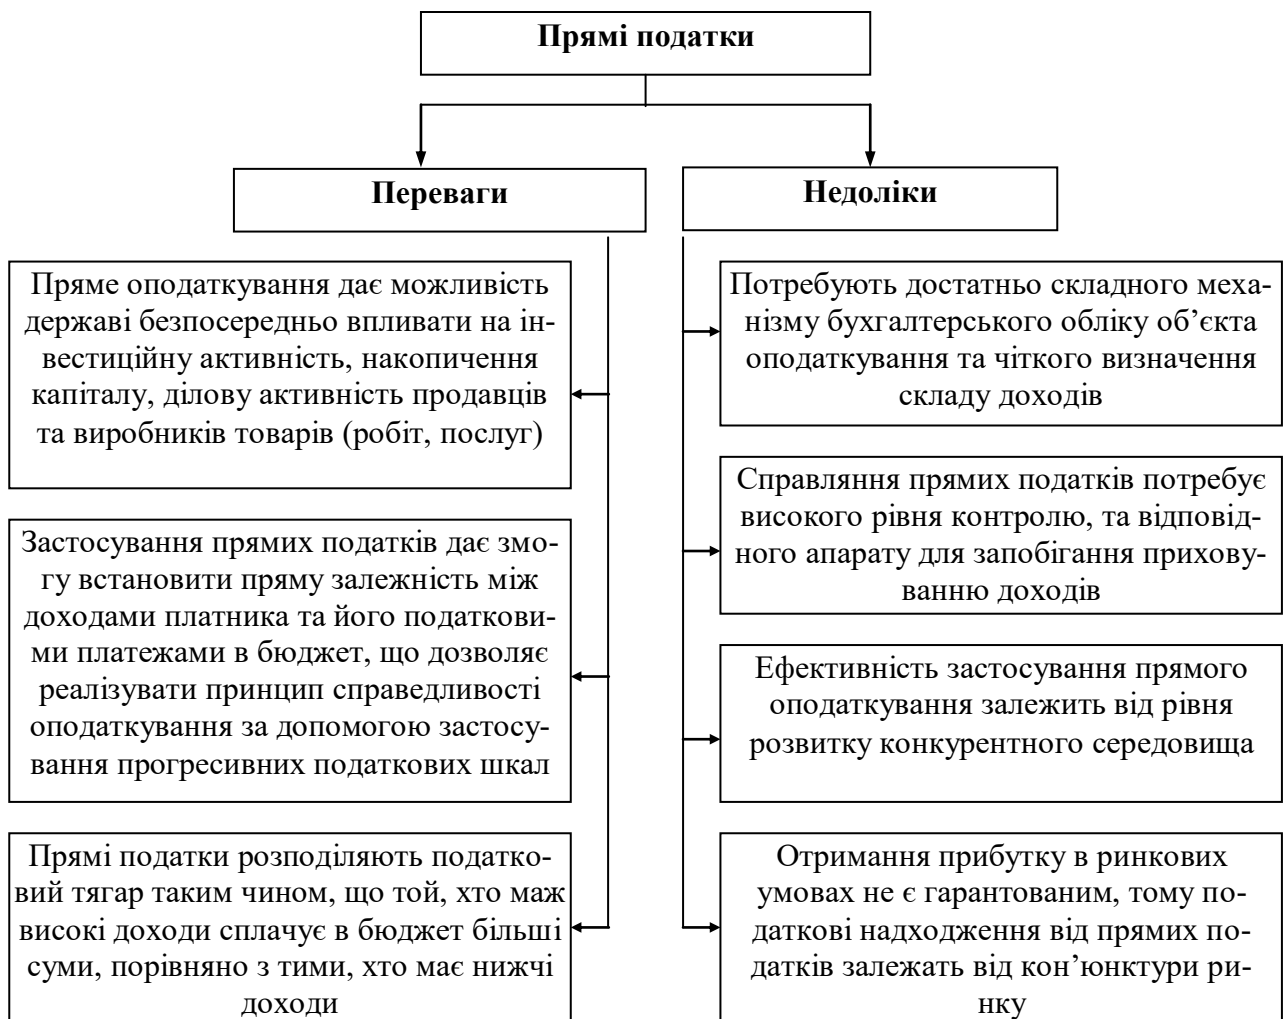 Прямі податки
Переваги
Недоліки
Пряме оподаткування дає можливість
державі безпосередньо впливати на ін-
вестиційну активність, накопичення
капіталу, ділову активність продавців
та виробників товарів (робіт, послуг)
Застосування прямих податків дає змо-
гу встановити пряму залежність між
доходами платника та його податкови-
ми платежами в бюджет, що дозволяє
реалізувати принцип справедливості
оподаткування за допомогою застосу-
вання прогресивних податкових шкал
Прямі податки розподіляють податко-
вий тягар таким чином, що той, хто маж
високі доходи сплачує в бюджет більші
суми, порівняно з тими, хто має нижчі
доходи
Потребують достатньо складного меха-
нізму бухгалтерського обліку об’єкта
оподаткування та чіткого визначення
складу доходів
Справляння прямих податків потребує
високого рівня контролю, та відповід-
ного апарату для запобігання прихову-
ванню доходів
Ефективність застосування прямого
оподаткування залежить від рівня
розвитку конкурентного середовища
Отримання прибутку в ринкових
умовах не є гарантованим, тому по-
даткові надходження від прямих по-
датків залежать від кон’юнктури ри-
нку